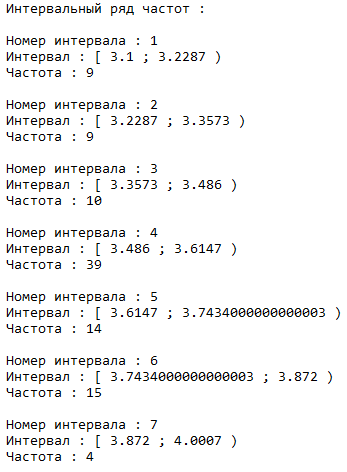 Интервальный ряд частот :
Номер интервала : 1
Интервал : [ 3.1 ; 3.2287 )
Частота : 9
Номер интервала : 2
Интервал : [ 3.2287 ; 3.3573 )
Частота : 9
Номер интервала : 3
Интервал : [ 3.3573 ; 3.486 )
Частота : 10
Номер интервала : 4
Интервал : [ 3.486 ; 3.6147 )
Частота : 39
Номер интервала : 5
Интервал : [ 3.6147 ; 3.7434000000000003 )
Частота : 14
Номер интервала : 6
Интервал : [ 3.7434000000000003 ; 3.872 )
Частота : 15
Номер интервала : 7
Интервал : [ 3.872 ; 4.0007 )
Частота : 4